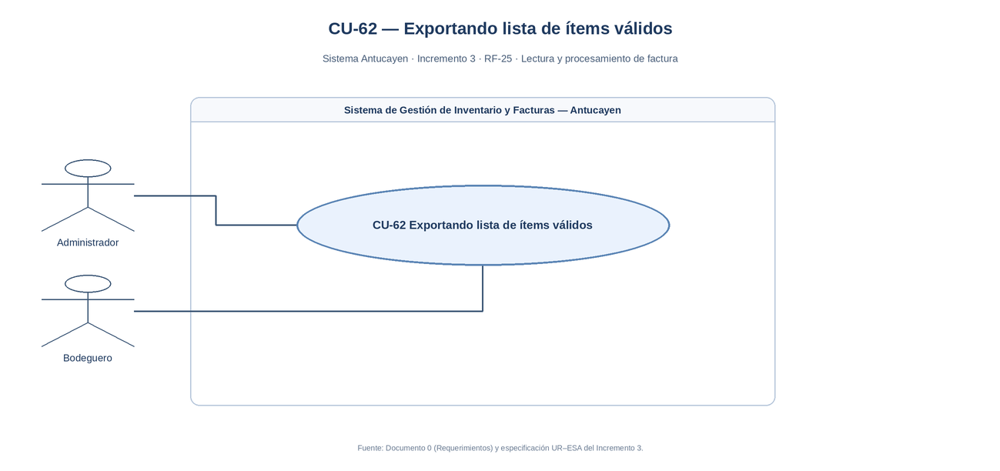 CU-62 — Exportando lista de ítems válidos
Sistema Antucayen · Incremento 3 · RF-25 · Lectura y procesamiento de factura
Sistema de Gestión de Inventario y Facturas — Antucayen
Administrador
CU-62 Exportando lista de ítems válidos
Bodeguero
Fuente: Documento 0 (Requerimientos) y especificación UR–ESA del Incremento 3.